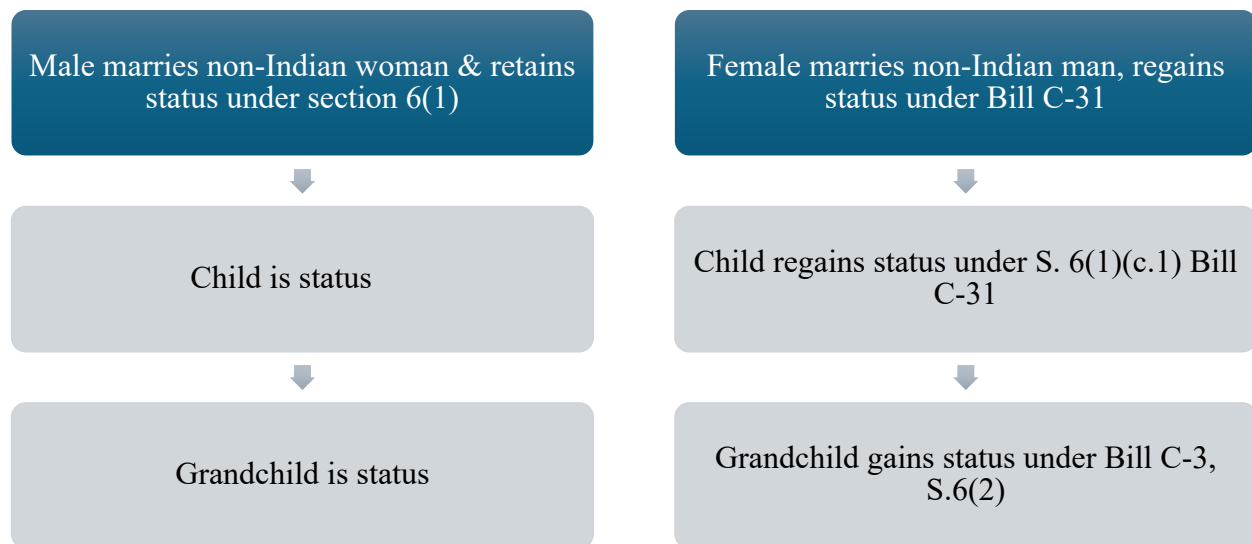 Male marries non-Indian woman & retains
status under section 6(1)
Child is status
Grandchild is status
Female marries non-Indian man, regains
status under Bill C-31
Child regains status under S. 6(1)(c.1) Bill
C-31
Grandchild gains status under Bill C-3,
S.6(2)